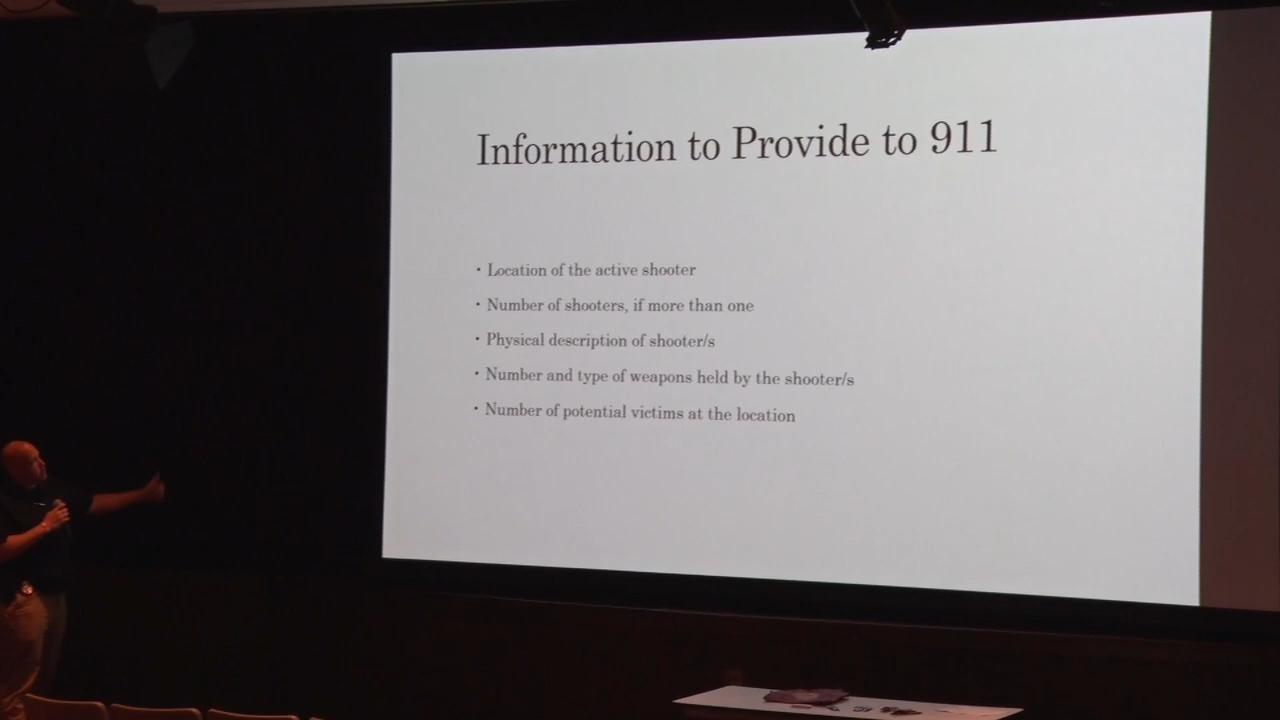 Information to Provide to 911
• Location of the active shooter
• Number of shooters, if more than one
• Physical description of shooter/s
• Number and type of weapons held by the shooter/s
• Number of potential victims at the location